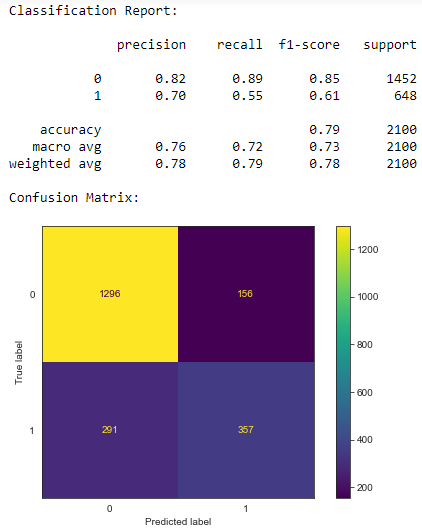 Classification Report:
precision recall f1-score support
0 0.82 0.89 0.85 1452
1 0.70 0.55 0.61 648
accuracy 0.79 2100
macro avg 0.76 0.72 0.73 2100
weighted avg 0.78 0.79 0.78 2100
Confusion Matrix:
1200
0 1296 156
1000
True label
800
600
1 291 357
400
200
0 1
Predicted label